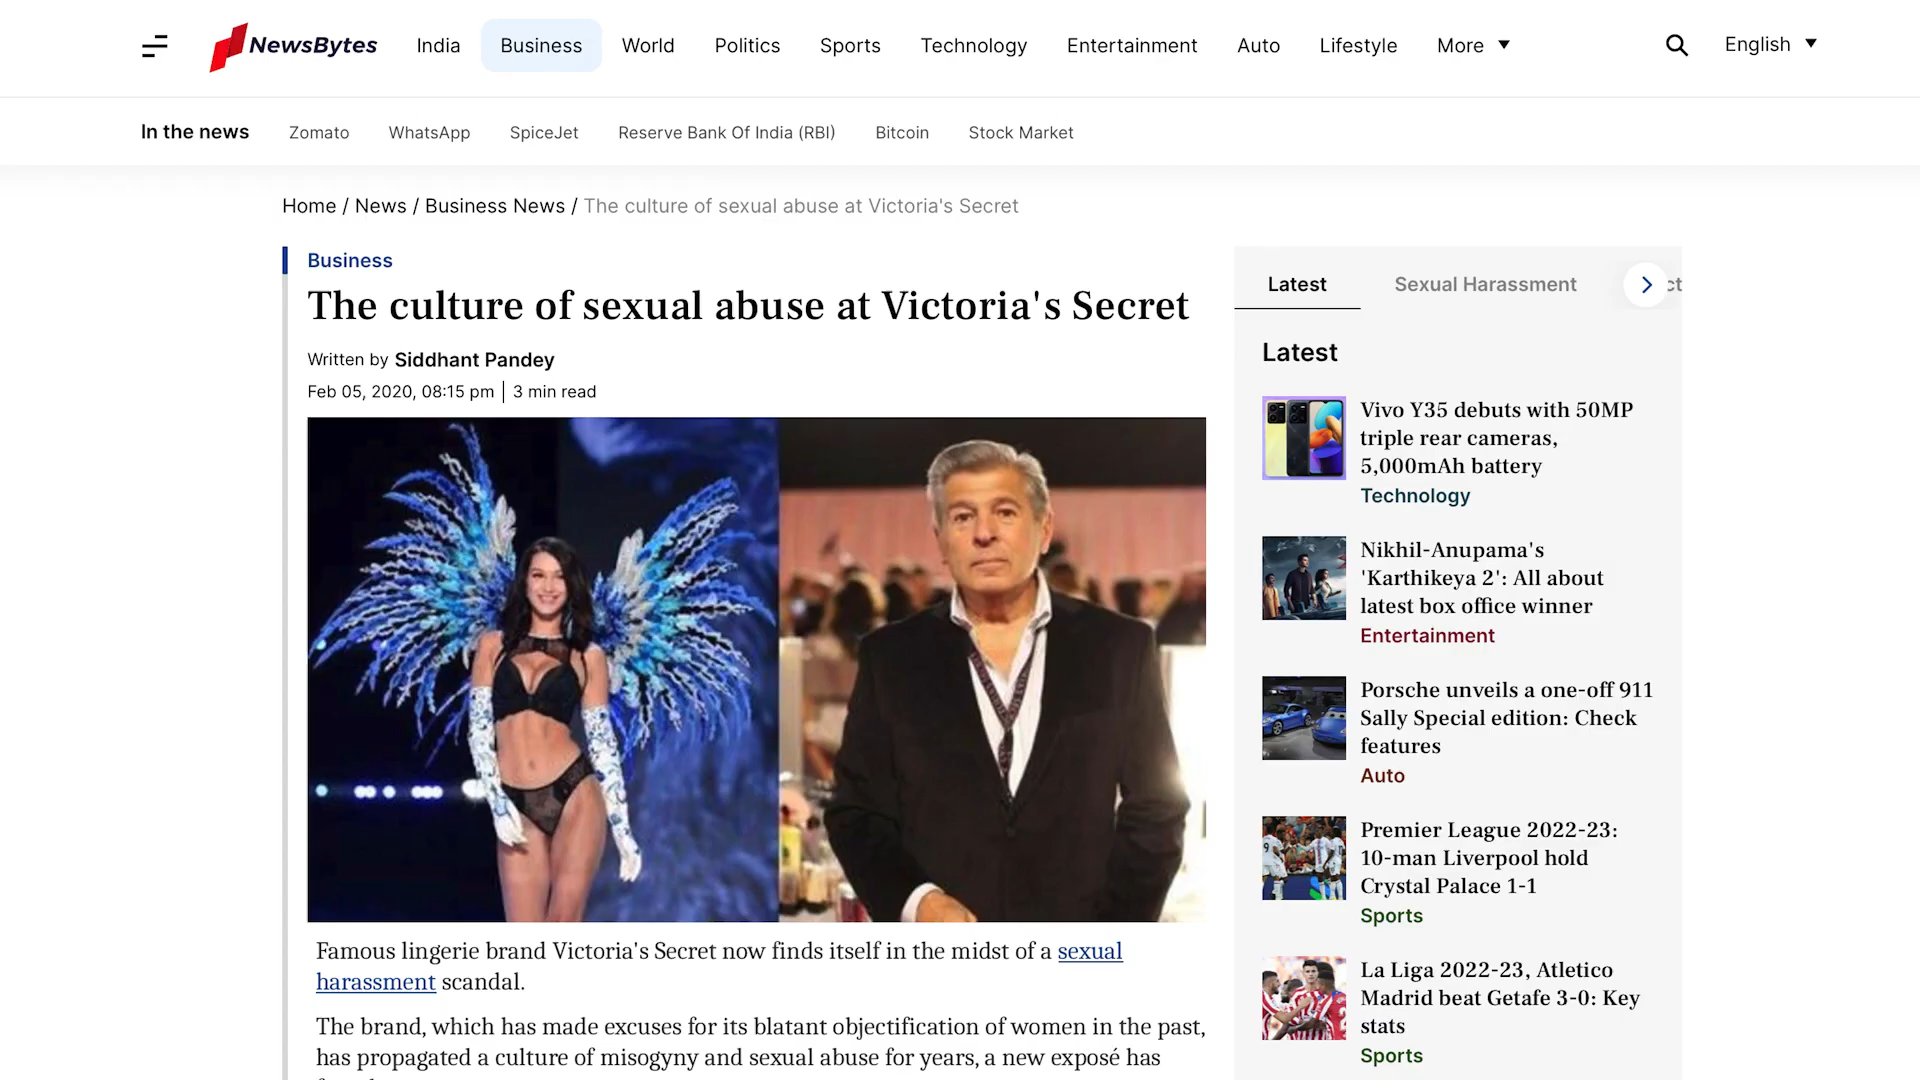 NewsBytes
India
Business
World
Politics
Sports
Technology
Entertainment
Auto
Lifestyle
More
English
In the news
Zomato
WhatsApp
SpiceJet
Reserve Bank Of India (RBI)
Bitcoin
Stock Market
Home / News / Business News / The culture of sexual abuse at Victoria's Secret
Business
The culture of sexual abuse at Victoria's Secret
Written by Siddhant Pandey
Feb 05, 2020, 08:15 pm | 3 min read
Famous lingerie brand Victoria's Secret now finds itself in the midst of a sexual
harassment scandal.
The brand, which has made excuses for its blatant objectification of women in the past,
has propagated a culture of misogyny and sexual abuse for years, a new exposé has
Latest
Sexual Harassment
Latest
Vivo Y35 debuts with 50MP
triple rear cameras,
5,000mAh battery
Technology
Nikhil-Anupama's
'Karthikeya 2': All about
latest box office winner
Entertainment
Porsche unveils a one-off 911
Sally Special edition: Check
features
Auto
Premier League 2022-23:
10-man Liverpool hold
Crystal Palace 1-1
Sports
La Liga 2022-23, Atletico
Madrid beat Getafe 3-0: Key
stats
Sports